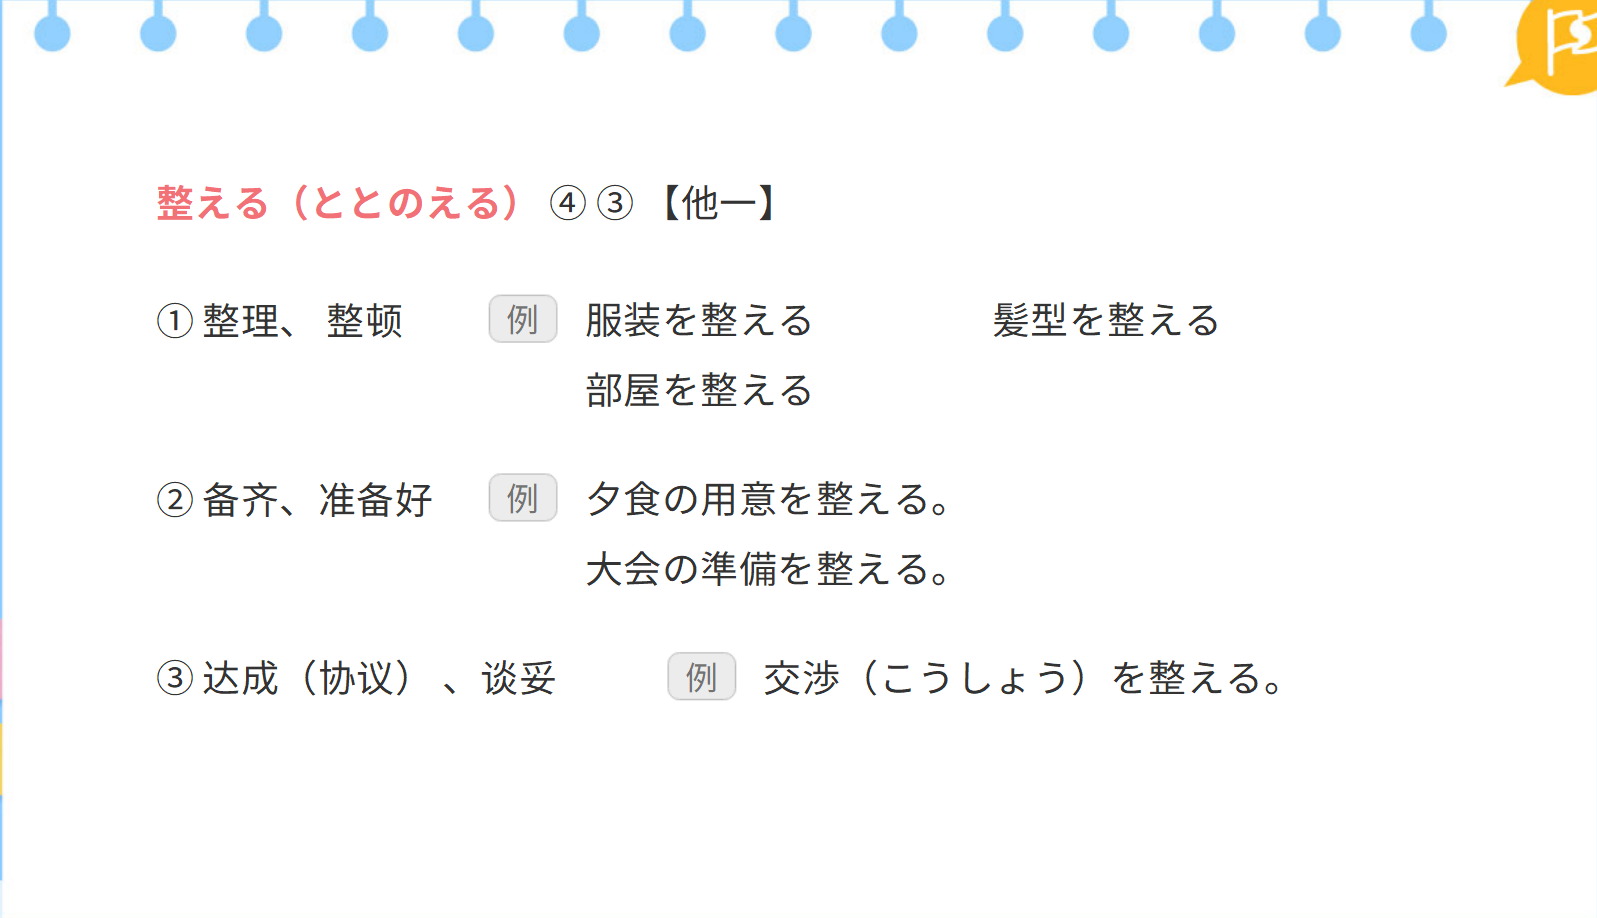 整える（ととのえる） ④ ③ 【他一】
① 整理、 整顿 例 服装を整える 髪型を整える
部屋を整える
② 备齐、准备好 例 夕食の用意を整える。
大会の準備を整える。
③ 达成（协议） 、谈妥 例 交渉（こうしょう）を整える。